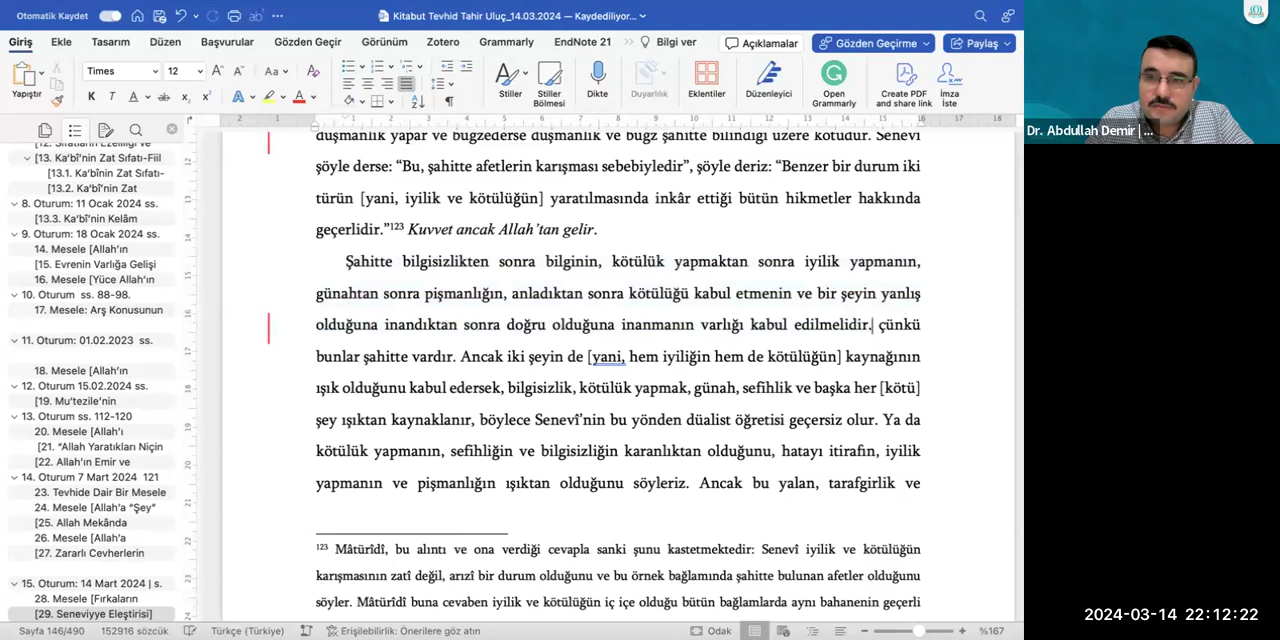 Otomatik Kaydet
Kitabut Tevhid Tahir Uluç_14.03.2024 — Kaydediliyor...
Giriş Ekle Tasarım Düzen Başvurular Gözden Geçir Görünüm Zotero Grammarly EndNote 21 Bilgi ver Açıklamalar Gözden Geçirme Paylaş
Yapıştır
Times 12
Aa
K T A ab x₂ x² A A
Stiller
Stiller Bölmesi
Dikte
Duyarlılık
Eklentiler
Düzenleyici
Open Grammarly
Create PDF and share link
İmza İste
[12. Sıfatların Ezelîliği ve
[13. Ka‘bî’nin Zat Sıfatı-Fiil
[13.1. Ka‘bî’nin Sıfatı-
[13.2. Ka‘bî’nin Zat
8. Oturum: 11 Ocak 2024 ss.
[13.3. Ka‘bî’nin Kelâm
9. Oturum: 18 Ocak 2024 ss.
14. Mesele [Allah’ın
[15. Evrenin Varlığa Gelişi
16. Mesele [Yüce Allah’ın
10. Oturum ss. 88-98.
17. Mesele: Arş Konusunun
11. Oturum: 01.02.2023 ss.
18. Mesele [Allah’ın
12. Oturum 15.02.2024 ss.
[19. Mu‘tezile’nin
13. Oturum ss. 112-120
20. Mesele [Allah’ı
[21. “Allah Yaratıkları Niçin
[22. Allah’ın Emir ve
14. Oturum 7 Mart 2024 121
23. Tevhide Dair Bir Mesele
24. Mesele [Allah’a “Şey”
[25. Allah Mekânda
26. Mesele [Allah’a
[27. Zararlı Cevherlerin
15. Oturum: 14 Mart 2024 | s.
28. Mesele [Fırkaların
[29. Seneviyye Eleştirisi]
düşmanlık yapar ve buğzederse düşmanlık ve buğz şahitte bilindiği üzere kötüdür. Senevî
şöyle derse: “Bu, şahitte afetlerin karışması sebebiyledir”, şöyle deriz: “Benzer bir durum iki
türün [yani, iyilik ve kötülüğün] yaratılmasında inkâr ettiği bütün hikmetler hakkında
geçerlidir.”¹²³ Kuvvet ancak Allah’tan gelir.
Şahitte bilgisizlikten sonra bilginin, kötülük yapmaktan sonra iyilik yapmanın,
günahtan sonra pişmanlığın, anladıktan sonra kötülüğü kabul etmenin ve bir şeyin yanlış
olduğuna inandıktan sonra doğru olduğuna inanmanın varlığı kabul edilmelidir. çünkü
bunlar şahitte vardır. Ancak iki şeyin de [yani, hem iyiliğin hem de kötülüğün] kaynağının
ışık olduğunu kabul edersek, bilgisizlik, kötülük yapmak, günah, sefihlik ve başka her [kötü]
şey ışıktan kaynaklanır, böylece Senevî’nin bu yönden düalist öğretisi geçersiz olur. Ya da
kötülük yapmanın, sefihliğin ve bilgisizliğin karanlıktan olduğunu, hatayı itirafın, iyilik
yapmanın ve pişmanlığın ışıktan olduğunu söyleriz. Ancak bu yalan, tarafgirlik ve
¹²³ Mâtürîdî, bu alıntı ve ona verdiği cevapla sanki şunu kastetmektedir: Senevî iyilik ve kötülüğün
karışmasının zatî değil, arızî bir durum olduğunu ve bu örnek bağlamında şahitte bulunan afetler olduğunu
söyler. Mâtürîdî buna cevaben iyilik ve kötülüğün iç içe olduğu bütün bağlamlarda aynı bahanenin geçerli
Sayfa 146/490 152916 sözcük Türkçe (Türkiye) Erişilebilirlik: Önerilere göz atın Odak %167
Dr. Abdullah Demir | ...
2024-03-14 22:12:22